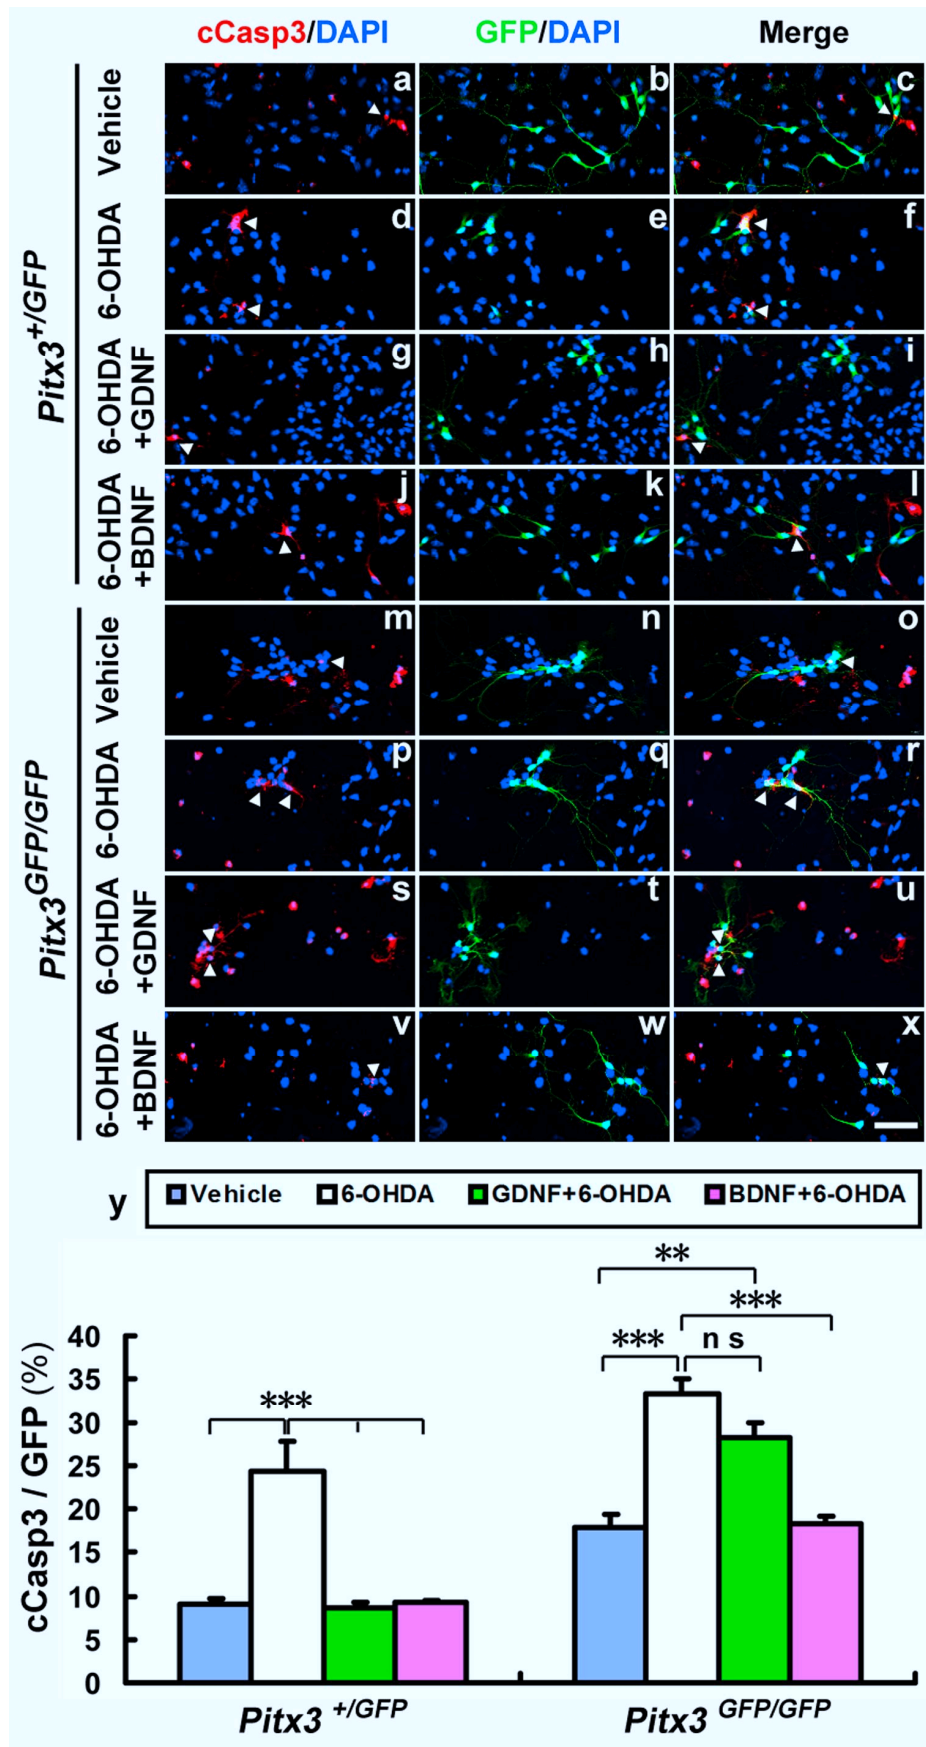 cCasp3/DAPI GFP/DAPI Merge
Pitx3+/GFP
Vehicle
a b c
6-OHDA
d e f
6-OHDA
+GDNF
g h i
6-OHDA
+BDNF
j k l
Pitx3GFP/GFP
Vehicle
m n o
6-OHDA
p q r
6-OHDA
+GDNF
s t u
6-OHDA
+BDNF
v w x
y
Vehicle 6-OHDA GDNF+6-OHDA BDNF+6-OHDA
cCasp3 / GFP (%)
**
***
*** n s
***
40
35
30
25
20
15
10
5
0
Pitx3 +/GFP Pitx3 GFP/GFP